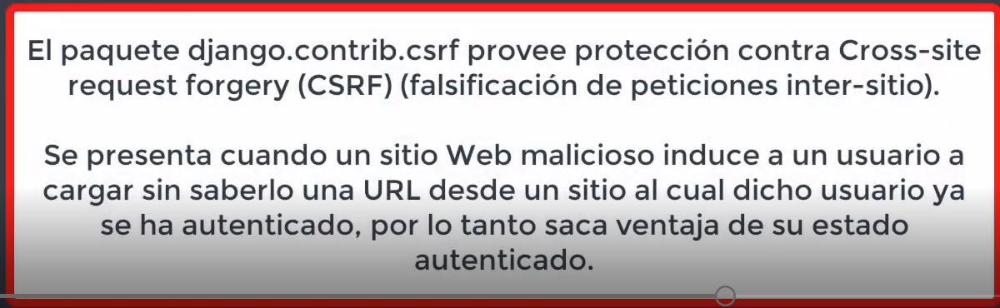 El paquete django.contrib.csrf provee protección contra Cross-site
request forgery (CSRF) (falsificación de peticiones inter-sitio).
Se presenta cuando un sitio Web malicioso induce a un usuario a
cargar sin saberlo una URL desde un sitio al cual dicho usuario ya
se ha autenticado, por lo tanto saca ventaja de su estado
autenticado.